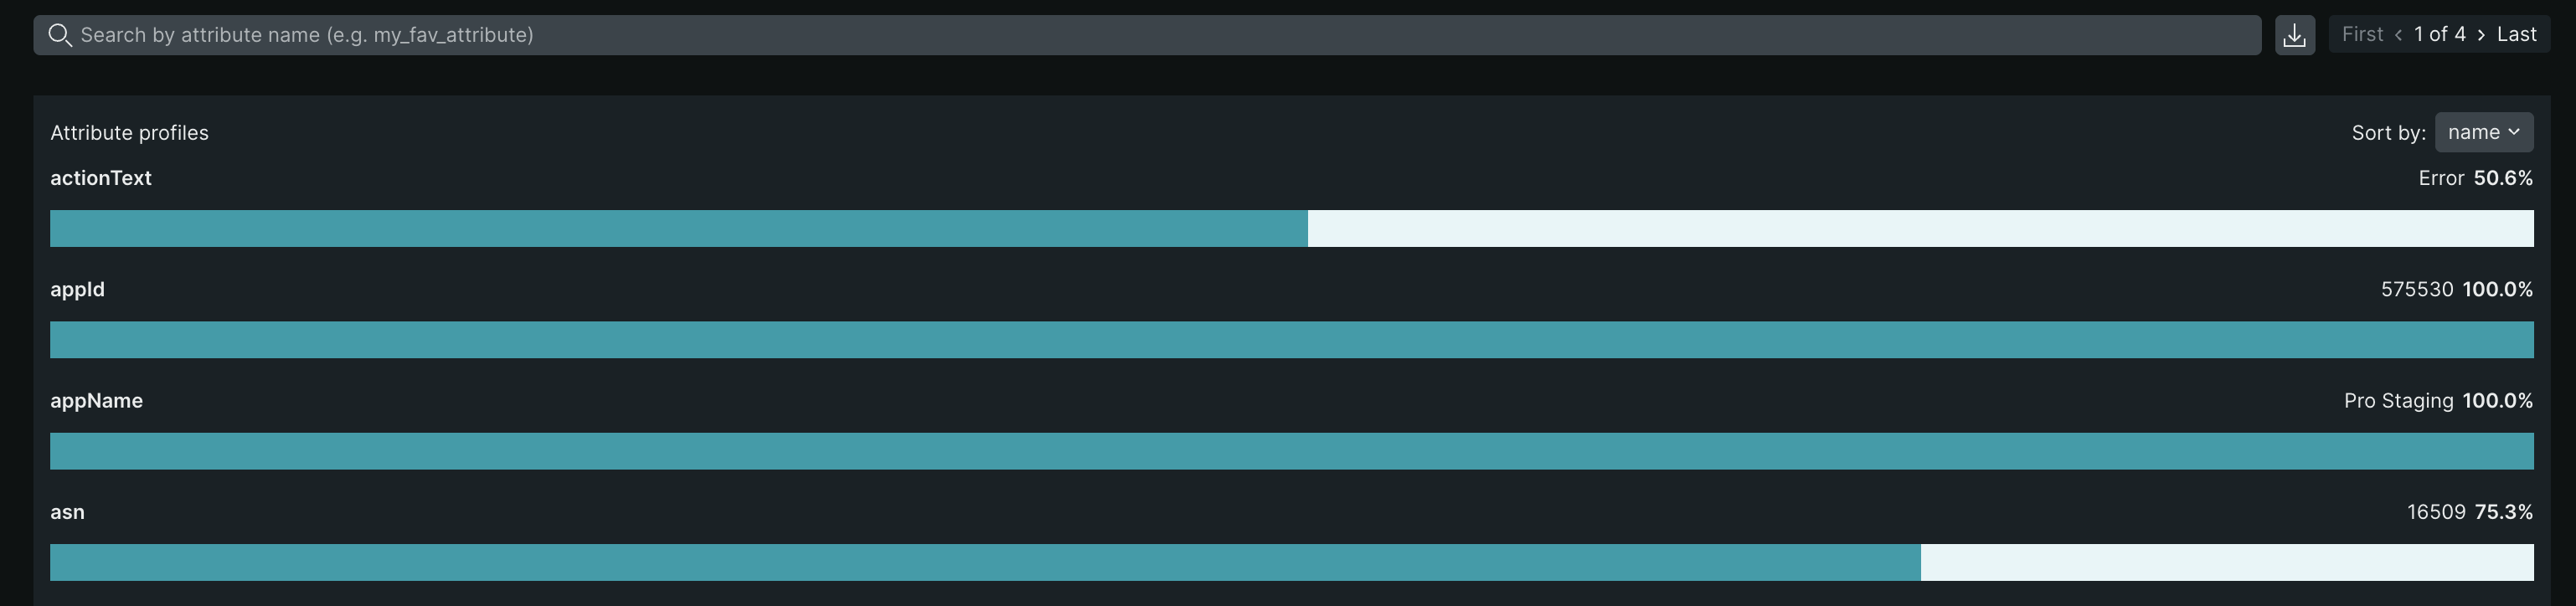 Search by attribute name (e.g. my_fav_attribute)
First < 1 of 4 > Last
Attribute profiles
Sort by: name
actionText
Error 50.6%
appId
575530 100.0%
appName
Pro Staging 100.0%
asn
16509 75.3%